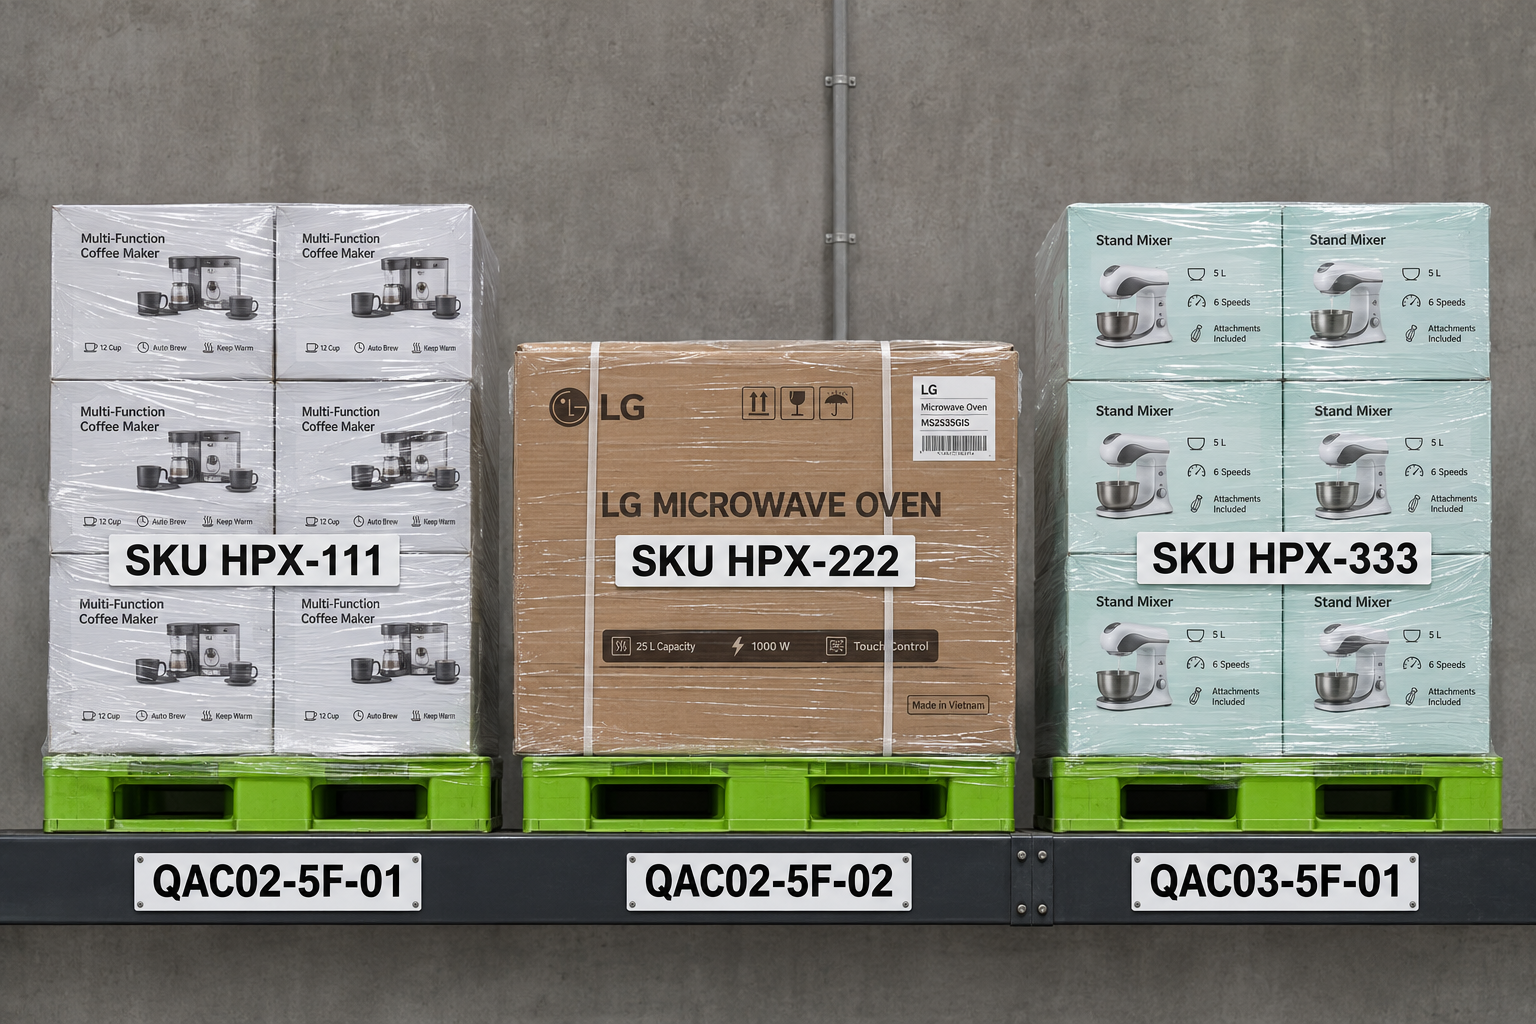 Multi-Function
Coffee Maker
12 Cup
Auto Brew
Keep Warm
Multi-Function
Coffee Maker
12 Cup
Auto Brew
Keep Warm
Multi-Function
Coffee Maker
12 Cup
Auto Brew
Keep Warm
Multi-Function
Coffee Maker
12 Cup
Auto Brew
Keep Warm
SKU HPX-111
Multi-Function
Coffee Maker
12 Cup
Auto Brew
Keep Warm
Multi-Function
Coffee Maker
12 Cup
Auto Brew
Keep Warm
LG
LG
Microwave Oven
MS2535GIS
LG MICROWAVE OVEN
SKU HPX-222
25 L Capacity
1000 W
Touch Control
Made in Vietnam
Stand Mixer
5 L
6 Speeds
Attachments
Included
Stand Mixer
5 L
6 Speeds
Attachments
Included
Stand Mixer
5 L
6 Speeds
Attachments
Included
Stand Mixer
5 L
6 Speeds
Attachments
Included
SKU HPX-333
Stand Mixer
5 L
6 Speeds
Attachments
Included
Stand Mixer
5 L
6 Speeds
Attachments
Included
QAC02-5F-01
QAC02-5F-02
QAC03-5F-01